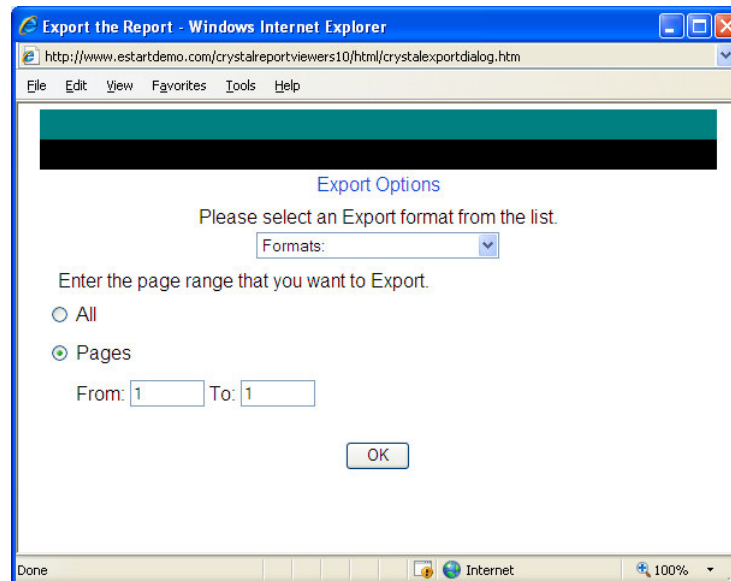 Export the Report - Windows Internet Explorer
http://www.estartdemo.com/crystalreportviewers10/html/crystalexportdialog.htm
File Edit View Favorites Tools Help
Export Options
Please select an Export format from the list.
Formats:
Enter the page range that you want to Export.
All
Pages
From: 1 To: 1
OK
Done Internet 100%